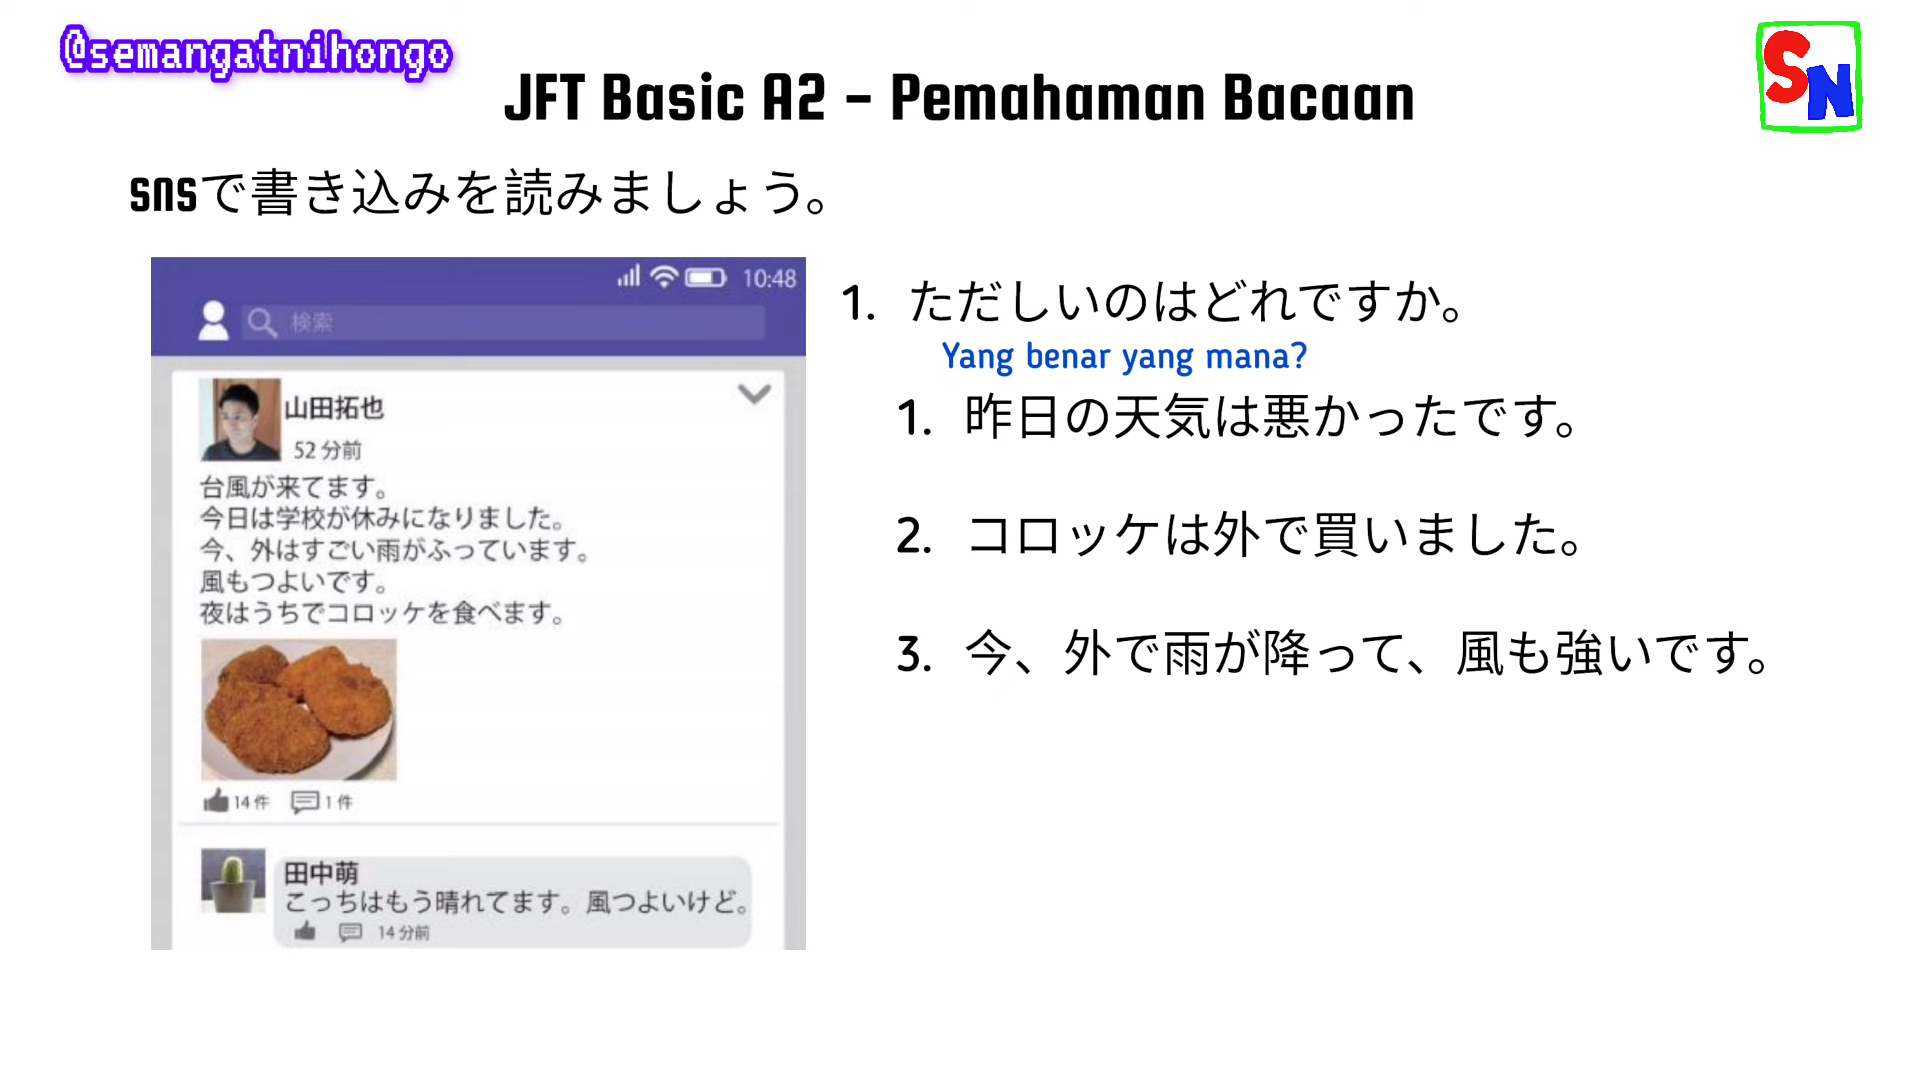 @semangatnihongo
SN
JFT Basic A2 - Pemahaman Bacaan
SNSで書き込みを読みましょう。
10:48
検索
山田拓也
52 分前
台風が来てます。
今日は学校が休みになりました。
今、外はすごい雨がふっています。
風もつよいです。
夜はうちでコロッケを食べます。
14 件 1 件
田中萌
こっちはもう晴れてます。風つよいけど。
14 分前
1. ただしいのはどれですか。
Yang benar yang mana?
1. 昨日の天気は悪かったです。
2. コロッケは外で買いました。
3. 今、外で雨が降って、風も強いです。